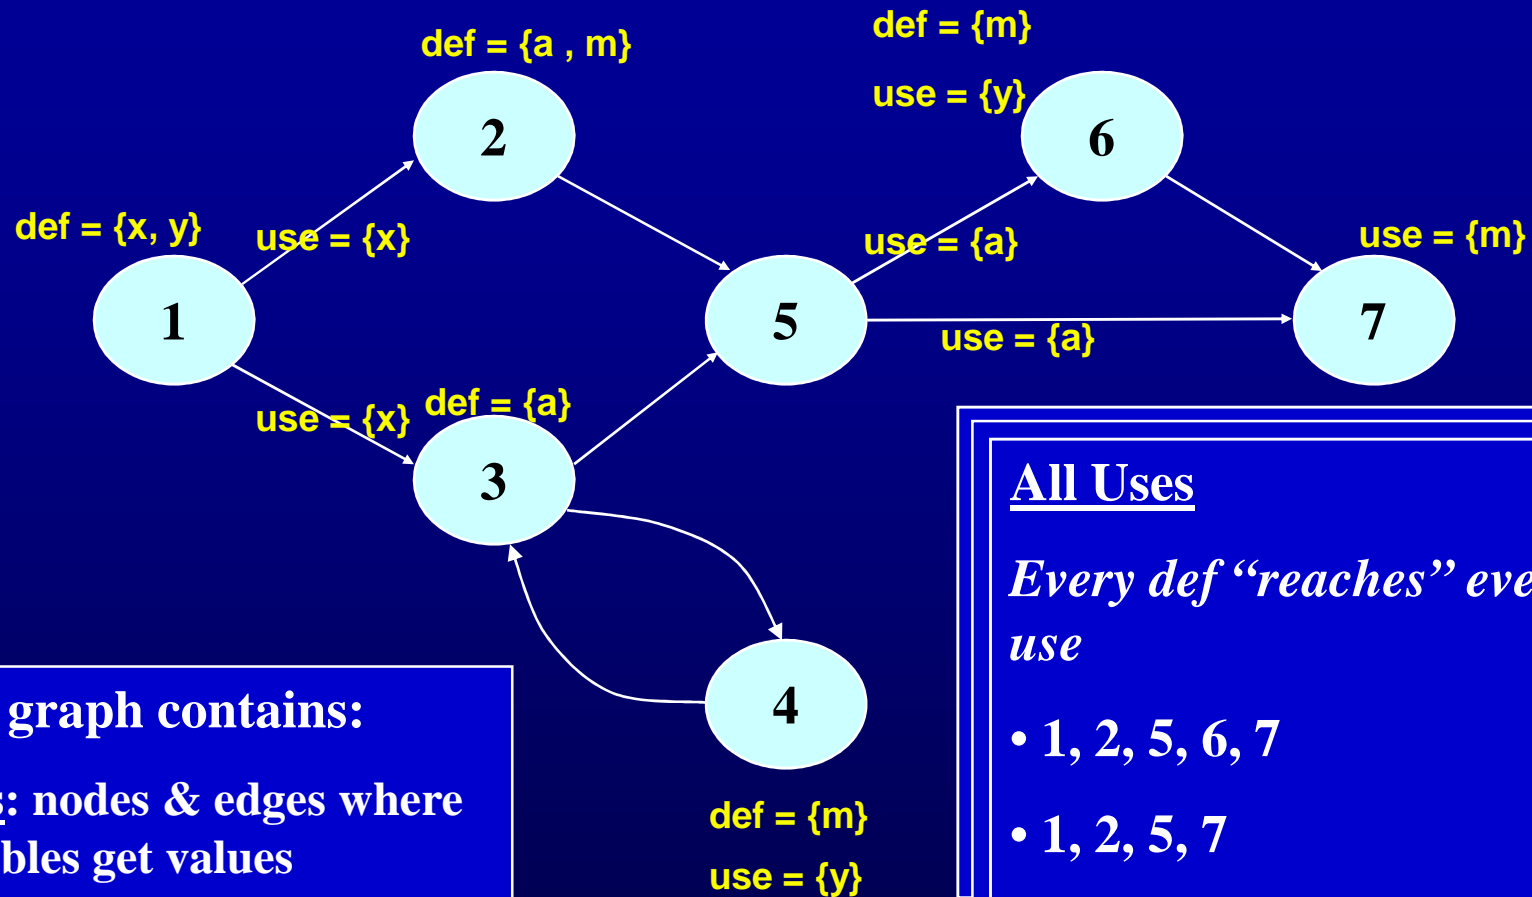 def = {a , m}
def = {m}
use = {y}
2
6
def = {x, y}
use = {x}
use = {a}
use = {m}
1
5
7
use = {a}
use = {x}
def = {a}
3
All Uses
Every def “reaches”
use
4
graph contains:
• 1, 2, 5, 6, 7
: nodes & edges where
get values
def = {m}
• 1, 2, 5, 7
use = {y}